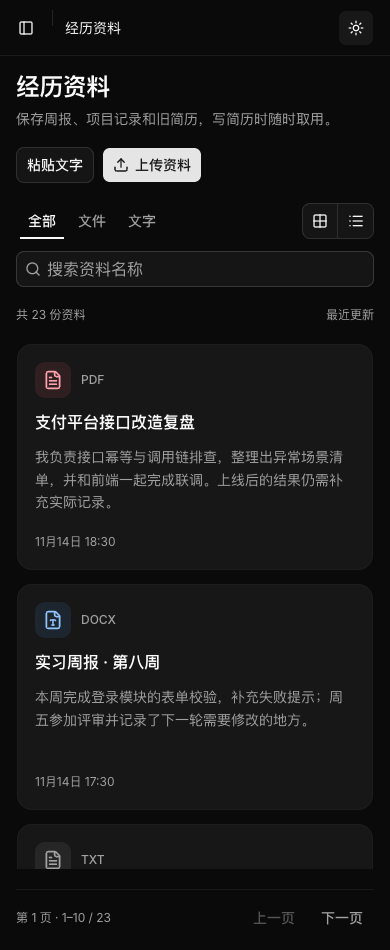 经历资料
经历资料
保存周报、项目记录和旧简历，写简历时随时取用。
粘贴文字
上传资料
全部 文件 文字
搜索资料名称
共 23 份资料 最近更新
PDF
支付平台接口改造复盘
我负责接口幂等与调用链排查，整理出异常场景清
单，并和前端一起完成联调。上线后的结果仍需补
充实际记录。
11月14日 18:30
DOCX
实习周报 · 第八周
本周完成登录模块的表单校验，补充失败提示；周
五参加评审并记录了下一轮需要修改的地方。
11月14日 17:30
TXT
第 1 页 · 1–10 / 23 上一页 下一页